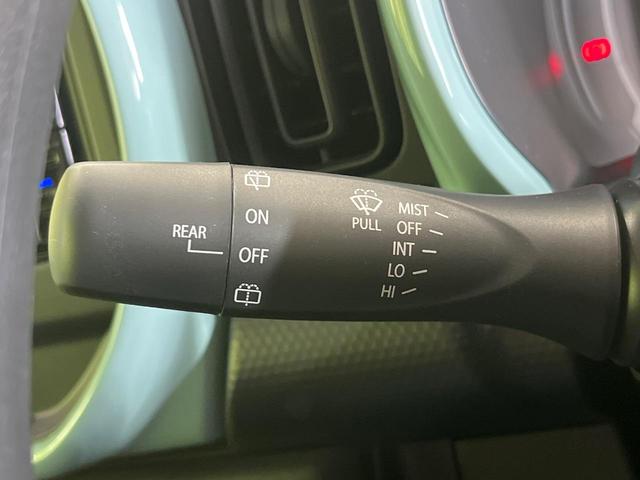 REAR
ON
OFF
PULL
MIST
OFF
INT
LO
HI